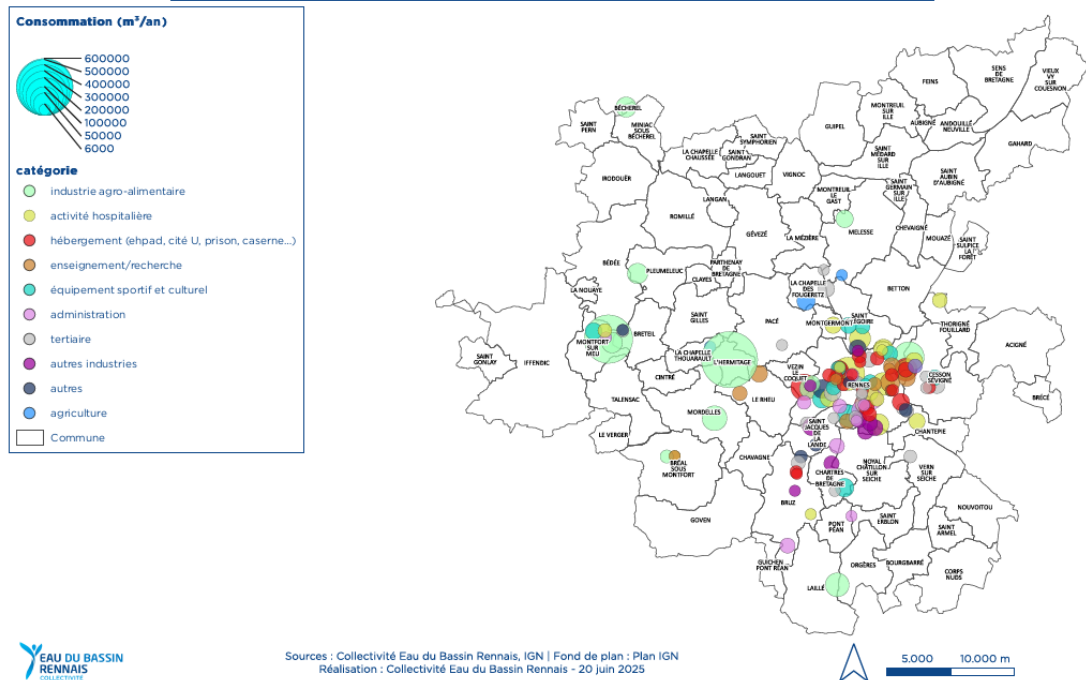 Consommation (m³/an)
600000
500000
400000
300000
200000
100000
50000
6000
catégorie
industrie agro-alimentaire
activité hospitalière
hébergement (ehpad, cité U, prison, caserne...)
enseignement/recherche
équipement sportif et culturel
administration
tertiaire
autres industries
autres
agriculture
Commune
SENS
DE
BRETAGNE
VIEUX
VY
SUR
COUESNON
FEINS
BÉCHEREL
SAINT
PERN
MINIAC
SOUS
BÉCHEREL
GUIPEL
MONTREUIL
SUR
ILLE
AUBIGNÉ
ANDOUILLÉ
NEUVILLE
GAHARD
SAINT
SYMPHORIEN
LA CHAPELLE
CHAUSSÉE
SAINT
GONDRAN
LANGOUET
VIGNOC
SAINT
MÉDARD
SUR
ILLE
SAINT
AUBIN
D'AUBIGNÉ
IRODOUËR
LANGAN
ROMILLÉ
MONTREUIL
LE
GAST
SAINT
GERMAIN
SUR
ILLE
MELESSE
CHEVAIGNÉ
MOUAZÉ
SAINT
SULPICE
LA
FORÊT
GÉVEZÉ
LA MÉZIÈRE
BÉDÉE
PLEUMELEUC
PARTHENAY
DE
BRETAGNE
CLAYES
LA NOUAYE
LA CHAPELLE
DES
FOUGERETZ
BETTON
SAINT
GILLES
PACÉ
MONTGERMONT
SAINT
GRÉGOIRE
THORIGNÉ
FOUILLARD
BRETEIL
MONTFORT
SUR
MEU
ACIGNÉ
SAINT
GONLAY
IFFENDIC
LA CHAPELLE
THOUARAULT
L'HERMITAGE
VEZIN
LE
COQUET
CESSON
SÉVIGNÉ
CINTRÉ
RENNES
TALENSAC
LE RHEU
BRÉCÉ
MORDELLES
SAINT
JACQUES
DE
LA
LANDE
LE VERGER
CHANTEPIE
BRÉAL
SOUS
MONTFORT
CHAVAGNE
NOYAL
CHÂTILLON
SUR
SEICHE
VERN
SUR
SEICHE
CHARTRES
DE
BRETAGNE
BRUZ
NOUVOITOU
GOVEN
PONT
PÉAN
SAINT
ERBLON
SAINT
ARMEL
GUICHEN
PONT RÉAN
ORGÈRES
BOURGBARRÉ
CORPS
NUDS
LAILLÉ
EAU DU BASSIN
RENNAIS
COLLECTIVITÉ
Sources : Collectivité Eau du Bassin Rennais, IGN | Fond de plan : Plan IGN
Réalisation : Collectivité Eau du Bassin Rennais - 20 juin 2025
5.000 10.000 m